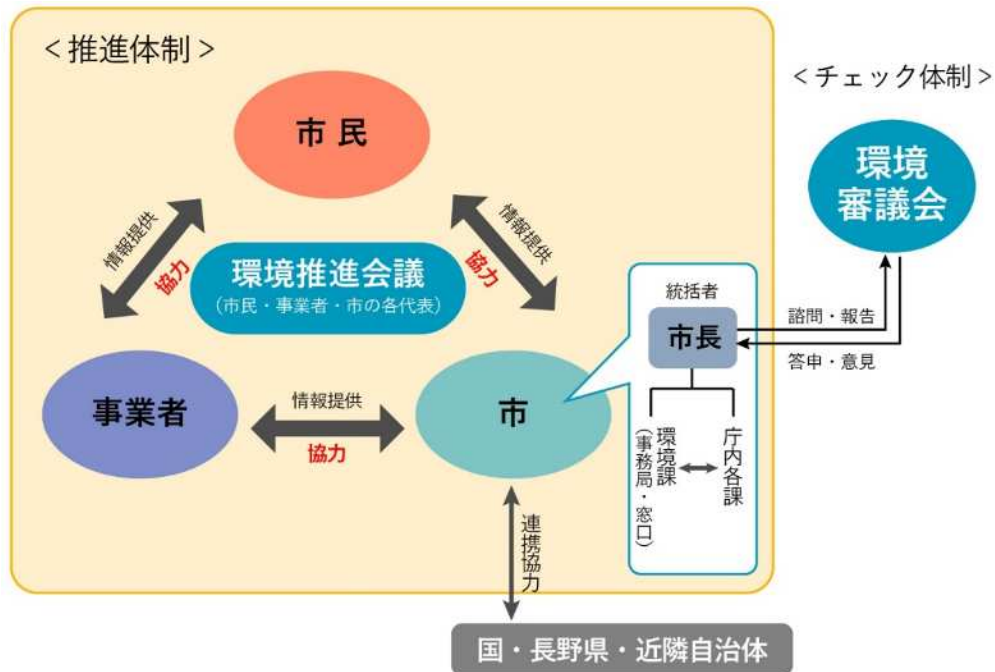 ＜推進体制＞
市民
＜チェック体制＞
環境
審議会
情報提供
協力
情報提供
協力
環境推進会議
（市民・事業者・市の各代表）
統括者
市長
諮問・報告
答申・意見
事業者
情報提供
協力
市
環境課
（事務局・窓口）
庁内各課
連携協力
国・長野県・近隣自治体